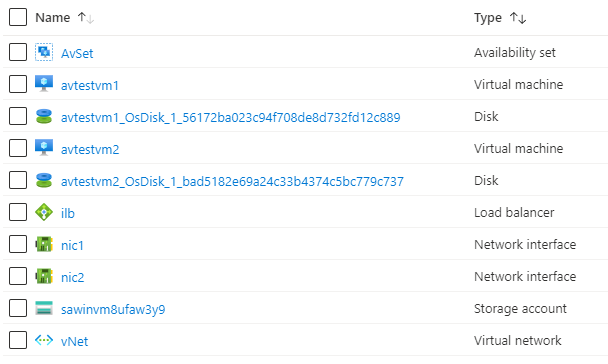 Name ↑↓ Type ↑↓
AvSet Availability set
avtestvm1 Virtual machine
avtestvm1_OsDisk_1_56172ba023c94f708de8d732fd12c889 Disk
avtestvm2 Virtual machine
avtestvm2_OsDisk_1_bad5182e69a24c33b4374c5bc779c737 Disk
ilb Load balancer
nic1 Network interface
nic2 Network interface
sawinvm8ufaw3y9 Storage account
vNet Virtual network